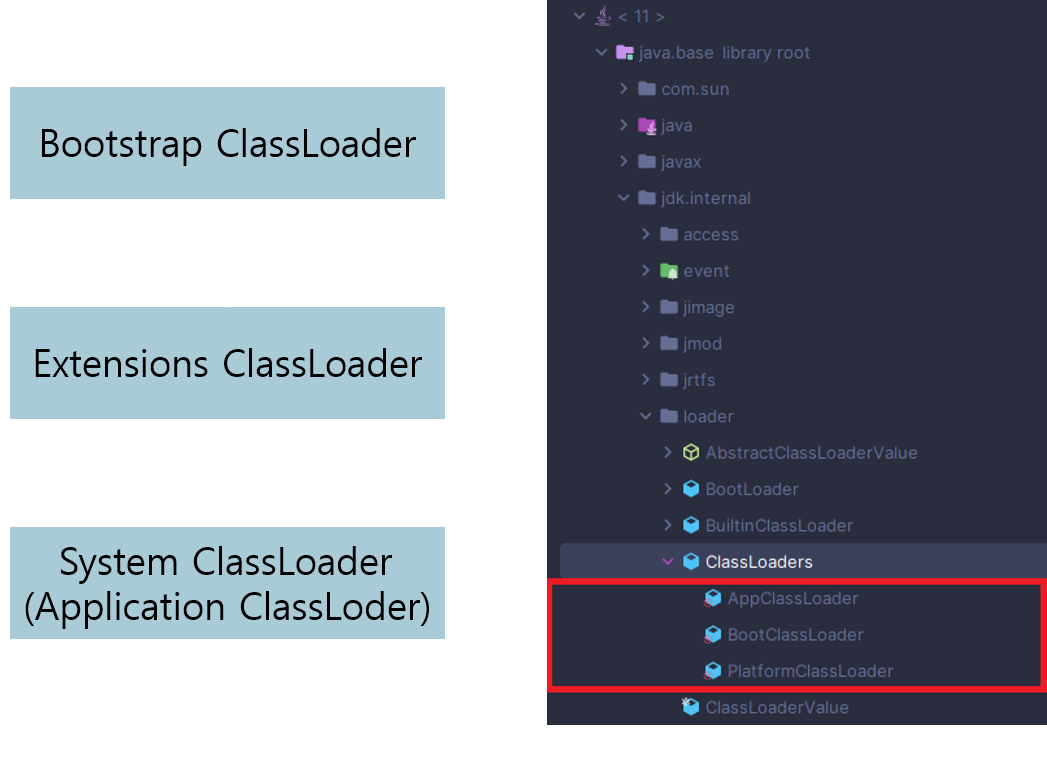 Bootstrap ClassLoader
Extensions ClassLoader
System ClassLoader
(Application ClassLoder)
< 11 >
java.base library root
com.sun
java
javax
jdk.internal
access
event
jimage
jmod
jrtfs
loader
AbstractClassLoaderValue
BootLoader
BuiltinClassLoader
ClassLoaders
AppClassLoader
BootClassLoader
PlatformClassLoader
ClassLoaderValue